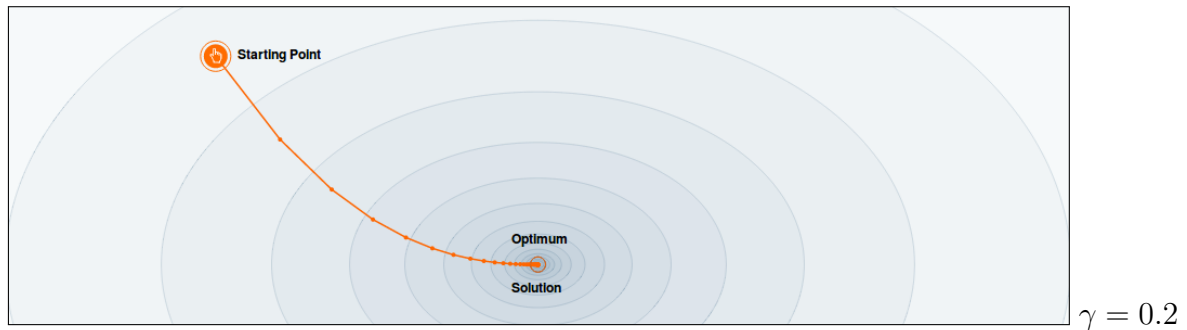 Starting Point
Optimum
Solution
γ = 0.2